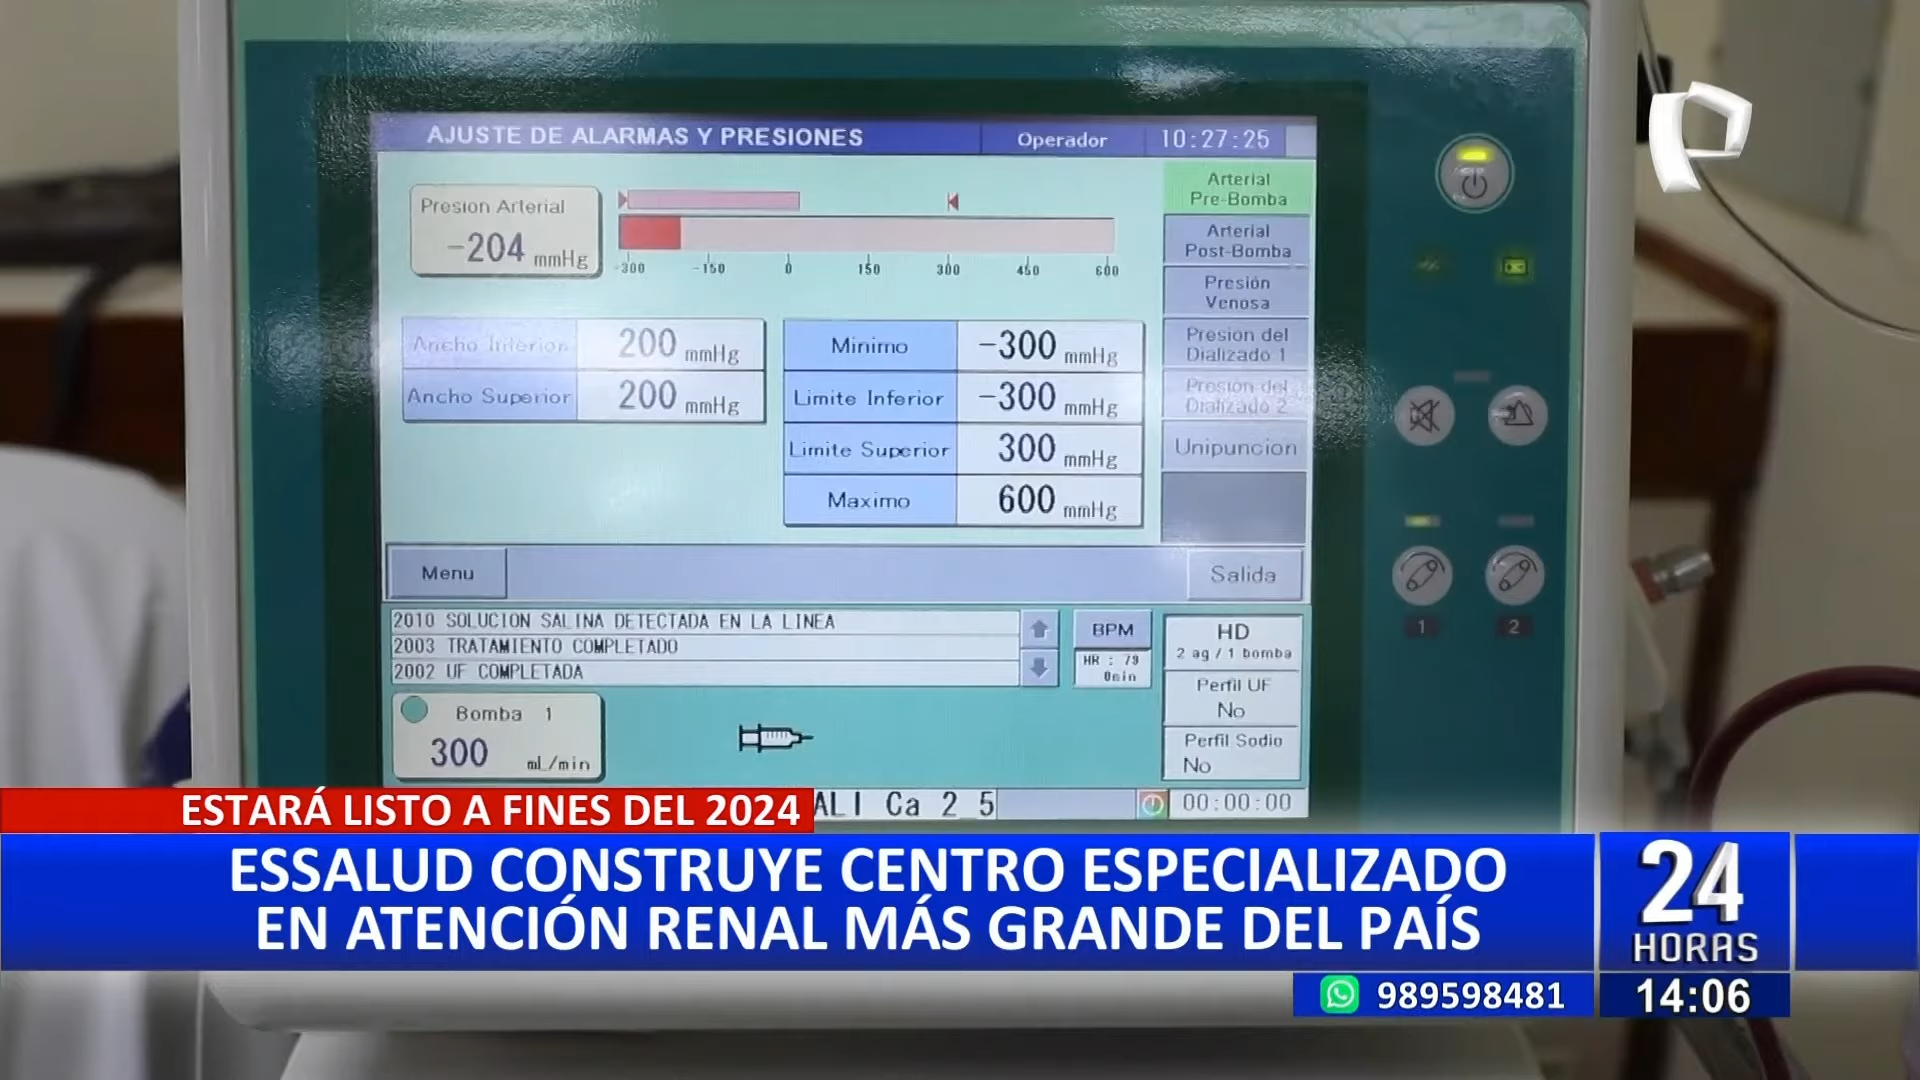 AJUSTE DE ALARMAS Y PRESIONES
Operador
10:27:25
Presion Arterial
-204 mmHg
-300 -150 0 150 300 450 600
Arterial
Pre-Bomba
Arterial
Post-Bomba
Presión
Venosa
Presion del
Dializado 1
Presion del
Dializado 2
Unipuncion
Ancho Inferior 200 mmHg
Ancho Superior 200 mmHg
Minimo -300 mmHg
Limite Inferior -300 mmHg
Limite Superior 300 mmHg
Maximo 600 mmHg
Menu
Salida
2010 SOLUCION SALINA DETECTADA EN LA LINEA
2003 TRATAMIENTO COMPLETADO
2002 UF COMPLETADA
BPM
HR : 79
0min
HD
2 ag / 1 bomba
Perfil UF
No
Perfil Sodio
No
Bomba 1
300 mL/min
ALI Ca 2_5
00:00:00
1
2
ESTARÁ LISTO A FINES DEL 2024
ESSALUD CONSTRUYE CENTRO ESPECIALIZADO
EN ATENCIÓN RENAL MÁS GRANDE DEL PAÍS
24
HORAS
989598481
14:06